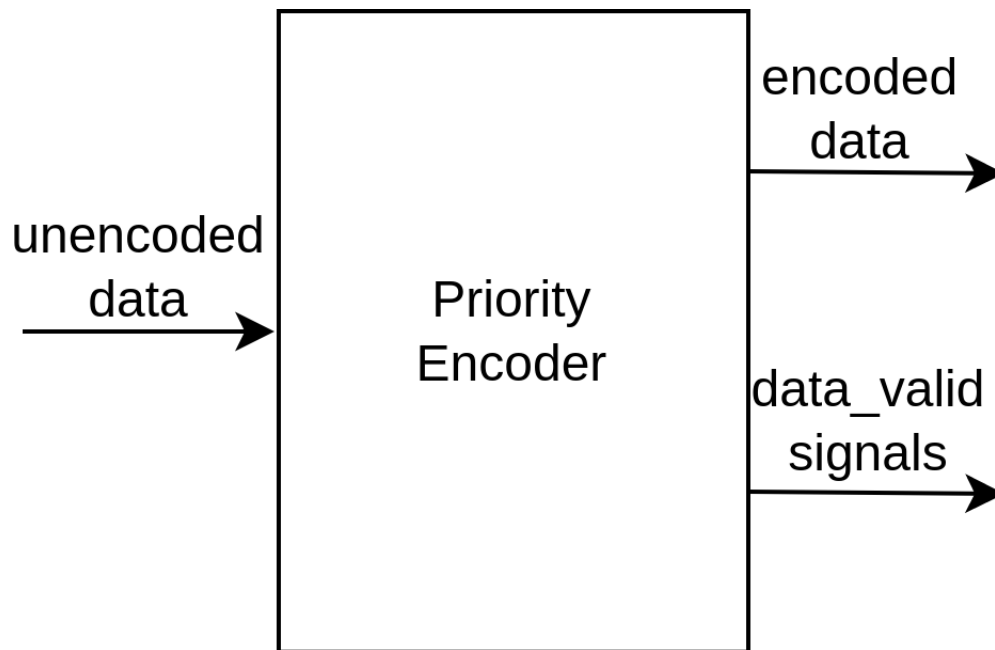 unencoded
data
Priority
Encoder
encoded
data
data_valid
signals